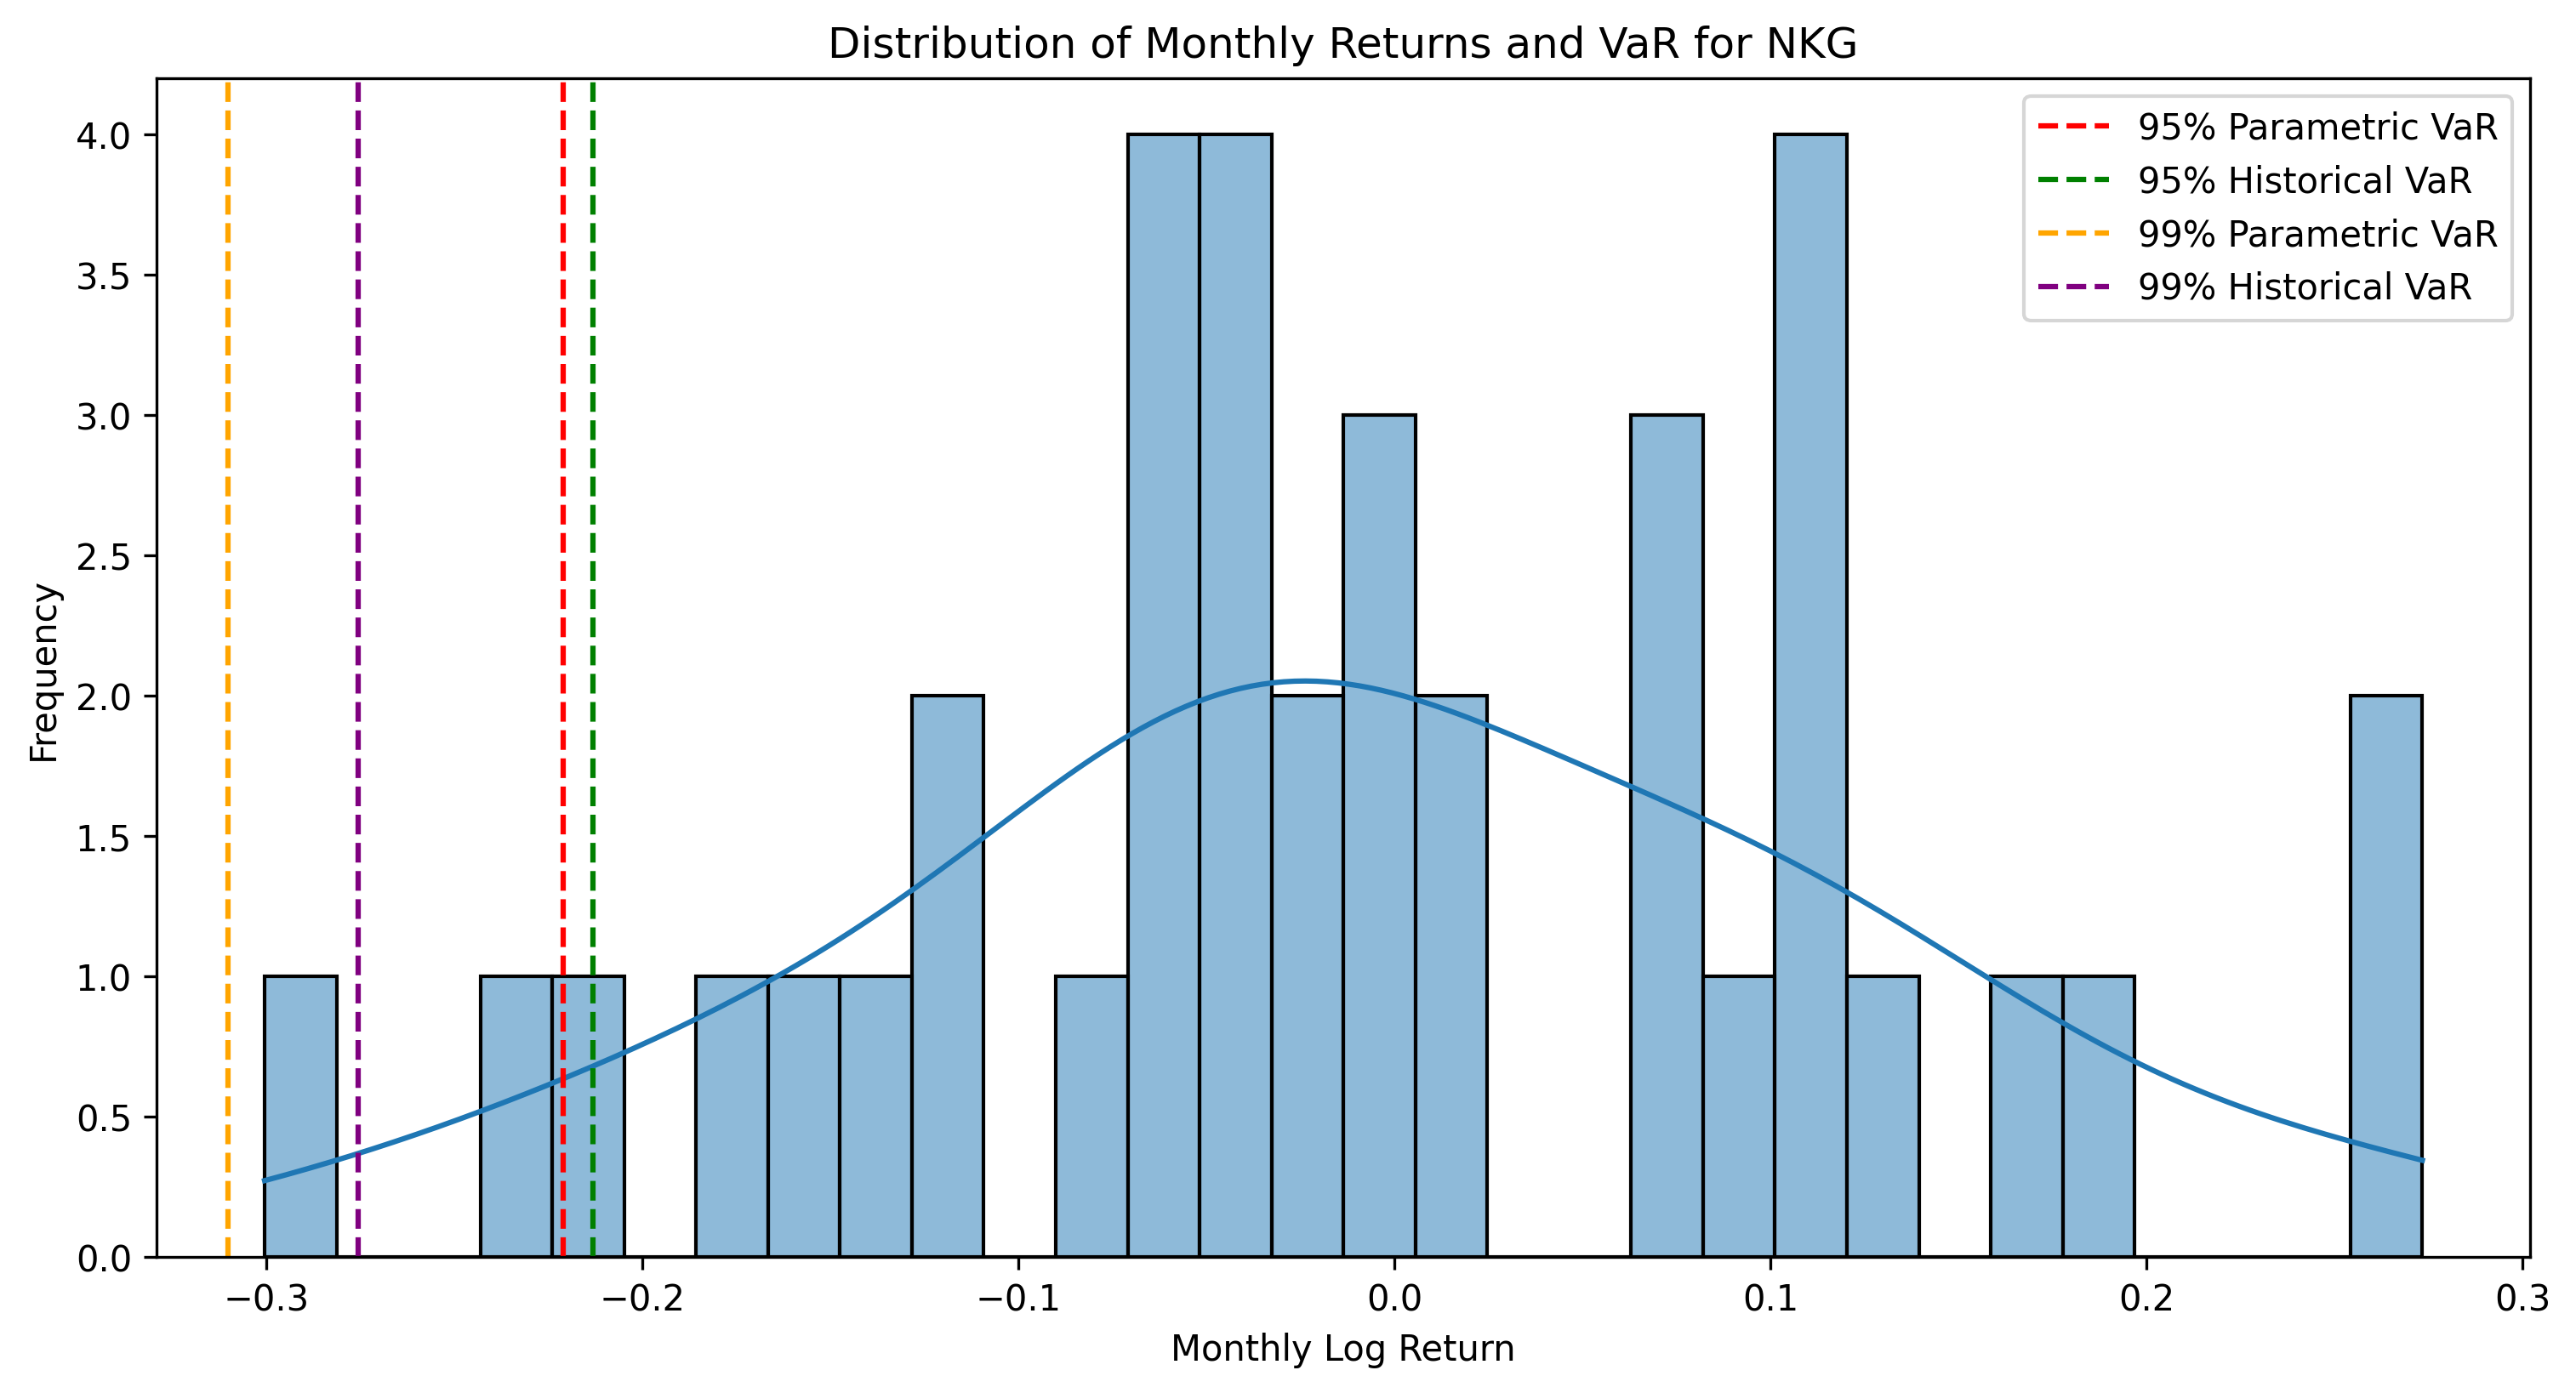 Distribution of Monthly Returns and VaR for NKG
95% Parametric VaR
95% Historical VaR
99% Parametric VaR
99% Historical VaR
Frequency
4.0
3.5
3.0
2.5
2.0
1.5
1.0
0.5
0.0
−0.3 −0.2 −0.1 0.0 0.1 0.2 0.3
Monthly Log Return